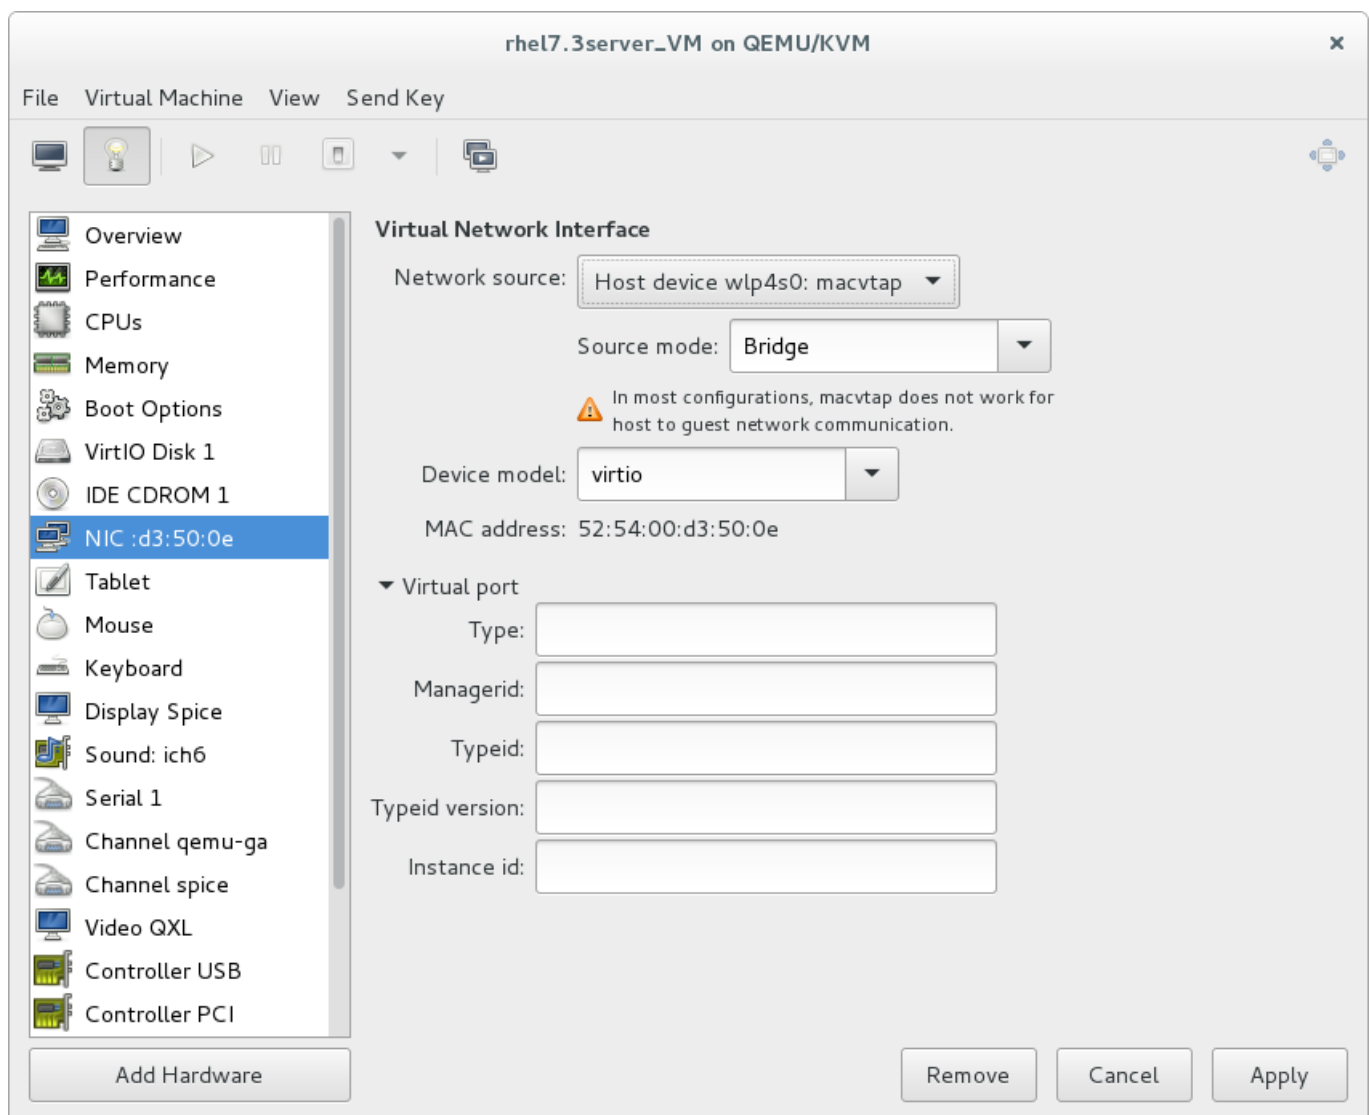 rhel7.3server_VM on QEMU/KVM
×
File Virtual Machine View Send Key
Overview
Performance
CPUs
Memory
Boot Options
VirtIO Disk 1
IDE CDROM 1
NIC :d3:50:0e
Tablet
Mouse
Keyboard
Display Spice
Sound: ich6
Serial 1
Channel qemu-ga
Channel spice
Video QXL
Controller USB
Controller PCI
Add Hardware
Virtual Network Interface
Network source: Host device wlp4s0: macvtap
Source mode: Bridge
In most configurations, macvtap does not work for
host to guest network communication.
Device model: virtio
MAC address: 52:54:00:d3:50:0e
Virtual port
Type:
Managerid:
Typeid:
Typeid version:
Instance id:
Remove Cancel Apply